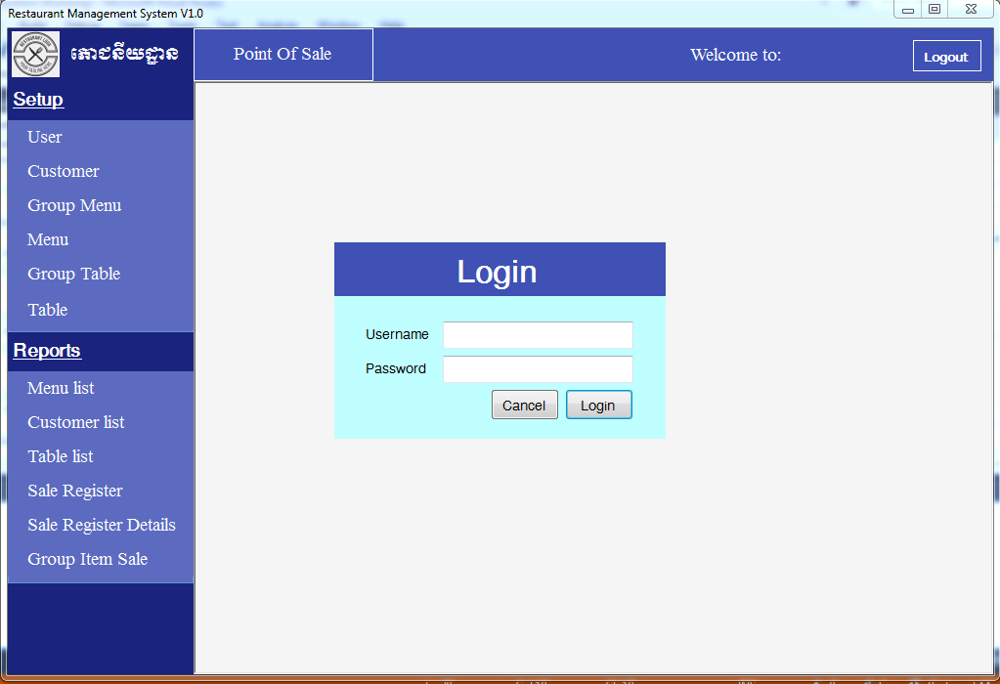 Restaurant Management System V1.0
ភោជនីយដ្ឋាន
Point Of Sale
Welcome to:
Logout
Setup
User
Customer
Group Menu
Menu
Group Table
Table
Reports
Menu list
Customer list
Table list
Sale Register
Sale Register Details
Group Item Sale
Login
Username
Password
Cancel
Login